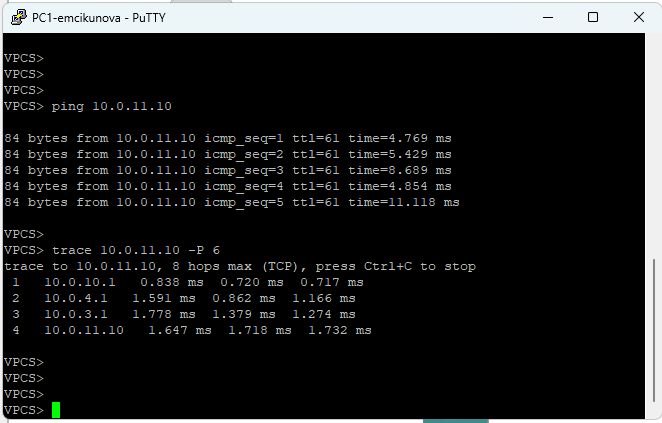 PC1-emcikunova - PuTTY
VPCS>
VPCS>
VPCS>
VPCS> ping 10.0.11.10
84 bytes from 10.0.11.10 icmp_seq=1 ttl=61 time=4.769 ms
84 bytes from 10.0.11.10 icmp_seq=2 ttl=61 time=5.429 ms
84 bytes from 10.0.11.10 icmp_seq=3 ttl=61 time=8.689 ms
84 bytes from 10.0.11.10 icmp_seq=4 ttl=61 time=4.854 ms
84 bytes from 10.0.11.10 icmp_seq=5 ttl=61 time=11.118 ms
VPCS>
VPCS> trace 10.0.11.10 -P 6
trace to 10.0.11.10, 8 hops max (TCP), press Ctrl+C to stop
1 10.0.10.1 0.838 ms 0.720 ms 0.717 ms
2 10.0.4.1 1.591 ms 0.862 ms 1.166 ms
3 10.0.3.1 1.778 ms 1.379 ms 1.274 ms
4 10.0.11.10 1.647 ms 1.718 ms 1.732 ms
VPCS>
VPCS>
VPCS>
VPCS>